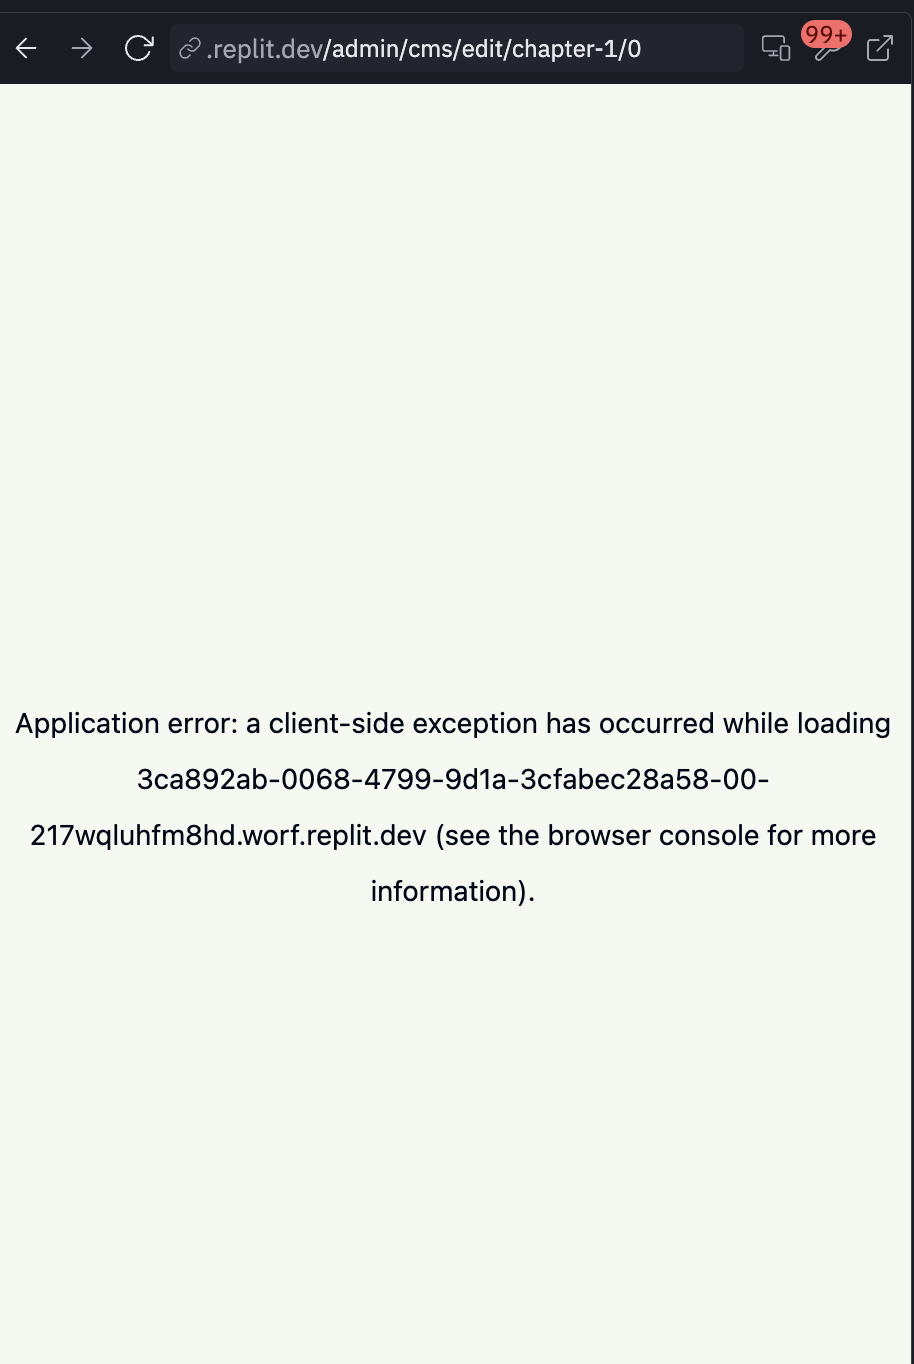 .replit.dev/admin/cms/edit/chapter-1/0
99+
Application error: a client-side exception has occurred while loading
3ca892ab-0068-4799-9d1a-3cfabec28a58-00-
217wqluhfm8hd.worf.replit.dev (see the browser console for more
information).